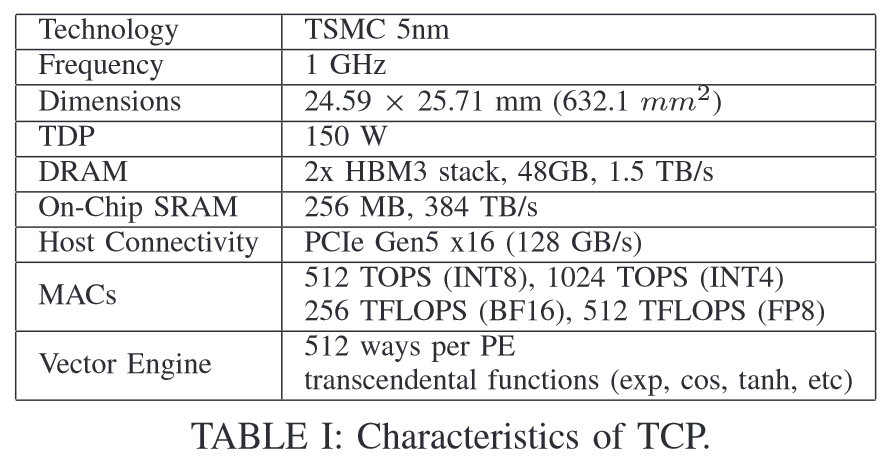 Technology TSMC 5nm
Frequency 1 GHz
Dimensions 24.59 × 25.71 mm (632.1 mm²)
TDP 150 W
DRAM 2x HBM3 stack, 48GB, 1.5 TB/s
On-Chip SRAM 256 MB, 384 TB/s
Host Connectivity PCIe Gen5 x16 (128 GB/s)
MACs 512 TOPS (INT8), 1024 TOPS (INT4)
256 TFLOPS (BF16), 512 TFLOPS (FP8)
Vector Engine 512 ways per PE
transcendental functions (exp, cos, tanh, etc)
TABLE I: Characteristics of TCP.